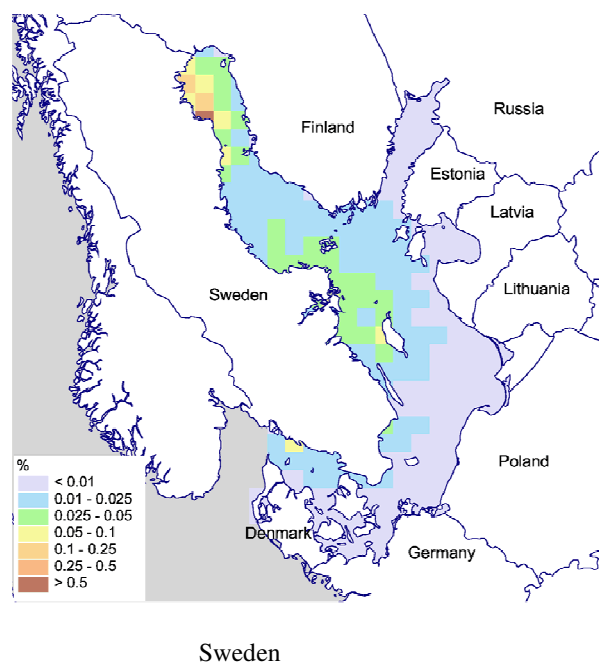 Russia
Finland
Estonia
Latvia
Lithuania
Sweden
Poland
Denmark
Germany
%
< 0.01
0.01 - 0.025
0.025 - 0.05
0.05 - 0.1
0.1 - 0.25
0.25 - 0.5
> 0.5
Sweden